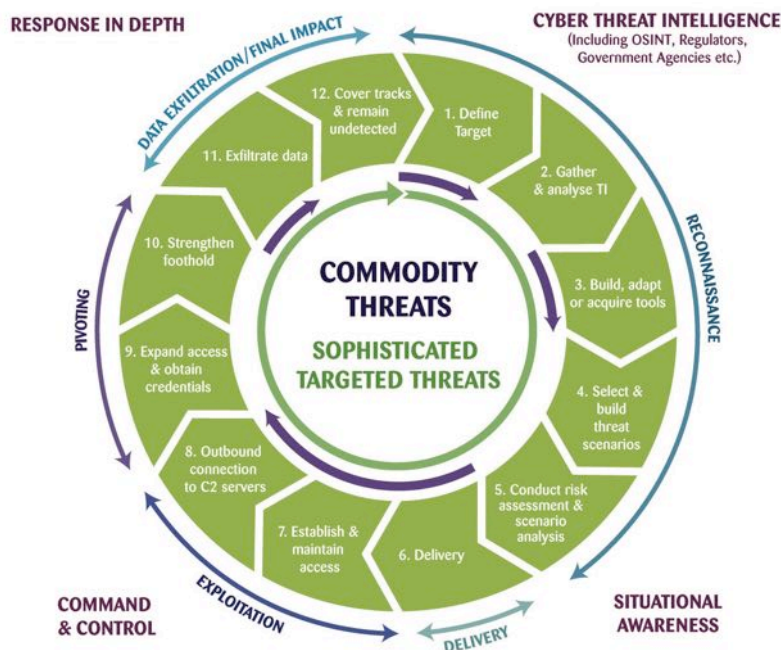 RESPONSE IN DEPTH
CYBER THREAT INTELLIGENCE
(Including OSINT, Regulators,
Government Agencies etc.)
DATA EXFILTRATION/FINAL IMPACT
12. Cover tracks
& remain
undetected
1. Define
Target
2. Gather
& analyse TI
3. Build, adapt
or acquire tools
4. Select &
build
threat
scenarios
5. Conduct risk
assessment &
scenario
analysis
6. Delivery
7. Establish &
maintain
access
8. Outbound
connection
to C2 servers
9. Expand access
& obtain
credentials
10. Strengthen
foothold
11. Exfiltrate data
COMMODITY
THREATS
SOPHISTICATED
TARGETED THREATS
RECONNAISSANCE
PIVOTING
EXPLOITATION
DELIVERY
COMMAND
& CONTROL
SITUATIONAL
AWARENESS